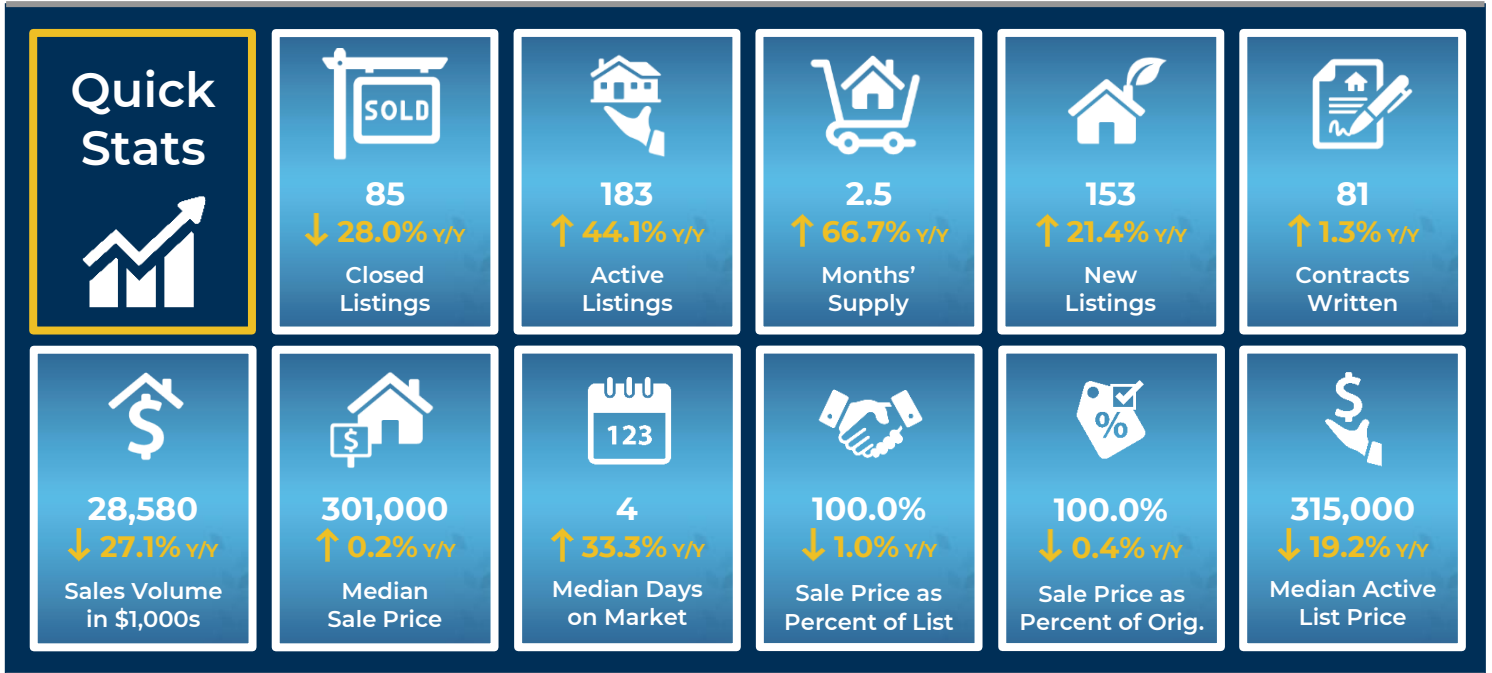 Quick
Stats
SOLD
85
↓ 28.0% Y/Y
Closed
Listings
183
↑ 44.1% Y/Y
Active
Listings
2.5
↑ 66.7% Y/Y
Months’
Supply
153
↑ 21.4% Y/Y
New
Listings
81
↑ 1.3% Y/Y
Contracts
Written
$
28,580
↓ 27.1% Y/Y
Sales Volume
in $1,000s
$
301,000
↑ 0.2% Y/Y
Median
Sale Price
123
4
↑ 33.3% Y/Y
Median Days
on Market
100.0%
↓ 1.0% Y/Y
Sale Price as
Percent of List
%
100.0%
↓ 0.4% Y/Y
Sale Price as
Percent of Orig.
$
315,000
↓ 19.2% Y/Y
Median Active
List Price